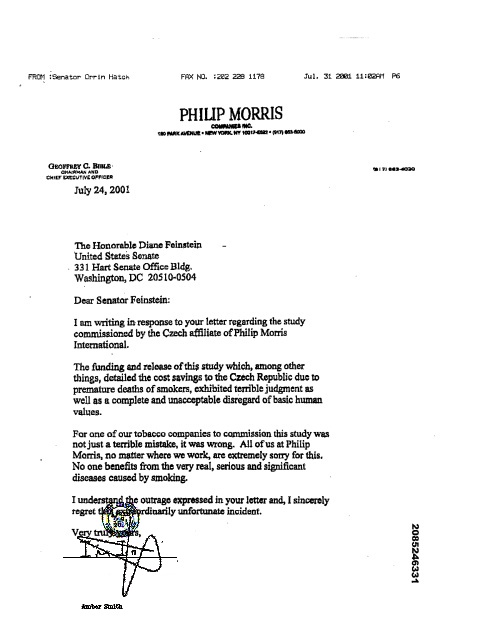 FROM :Senator Orrin Hatch FAX NO. :202 228 1178 Jul. 31 2001 11:02AM P6
PHILIP MORRIS
COMPANIES INC.
120 PARK AVENUE • NEW YORK, NY 10017-5592 • (917) 663-5000
GEOFFREY C. BIBLE
CHAIRMAN AND
CHIEF EXECUTIVE OFFICER
July 24, 2001
The Honorable Diane Feinstein
United States Senate
331 Hart Senate Office Bldg.
Washington, DC 20510-0504
Dear Senator Feinstein:
I am writing in response to your letter regarding the study
commissioned by the Czech affiliate of Philip Morris
International.
The funding and release of this study which, among other
things, detailed the cost savings to the Czech Republic due to
premature deaths of smokers, exhibited terrible judgment as
well as a complete and unacceptable disregard of basic human
values.
For one of our tobacco companies to commission this study was
not just a terrible mistake, it was wrong. All of us at Philip
Morris, no matter where we work, are extremely sorry for this.
No one benefits from the very real, serious and significant
diseases caused by smoking.
I understand the outrage expressed in your letter and, I sincerely
regret this extraordinarily unfortunate incident.
Very truly yours,
Amber Smith
2085246331